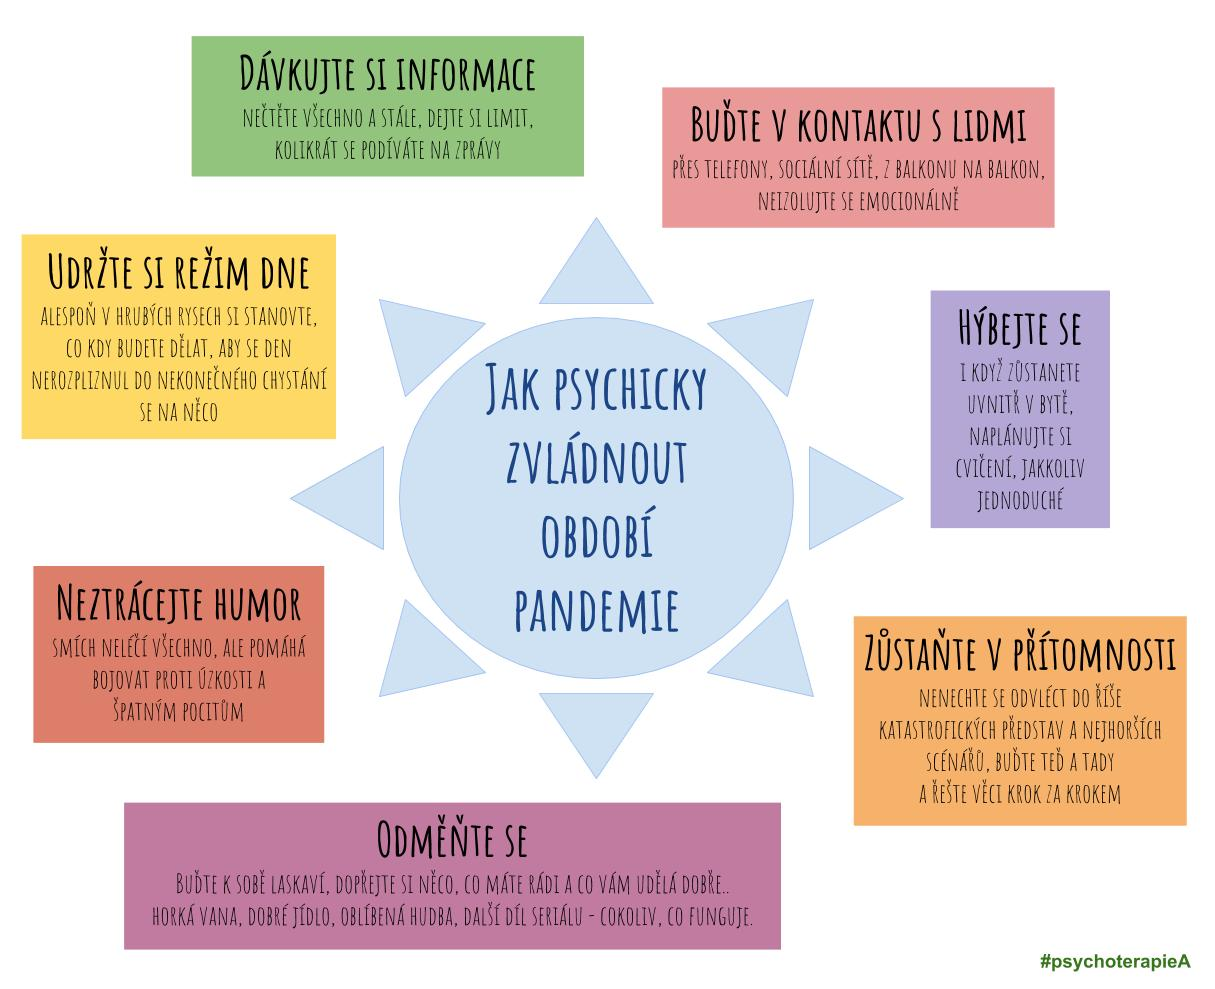 Dávkujte si informace
nečtěte všechno a stále, dejte si limit,
kolikrát se podíváte na zprávy
Buďte v kontaktu s lidmi
přes telefony, sociální sítě, z balkonu na balkon,
neizolujte se emocionálně
Udržte si režim dne
alespoň v hrubých rysech si stanovte,
co kdy budete dělat, aby se den
nerozpliznul do nekonečného chystání
se na něco
Hýbejte se
i když zůstanete
uvnitř v bytě,
naplánujte si
cvičení, jakkoliv
jednoduché
Jak psychicky
zvládnout
období
pandemie
Neztrácejte humor
smích neléčí všechno, ale pomáhá
bojovat proti úzkosti a
špatným pocitům
Zůstaňte v přítomnosti
nenechte se odvléct do říše
katastrofických představ a nejhorších
scénářů, buďte teď a tady
a řešte věci krok za krokem
Odměňte se
Buďte k sobě laskaví, dopřejte si něco, co máte rádi a co vám udělá dobře..
horká vana, dobré jídlo, oblíbená hudba, další díl seriálu - cokoliv, co funguje.
#psychoterapieA